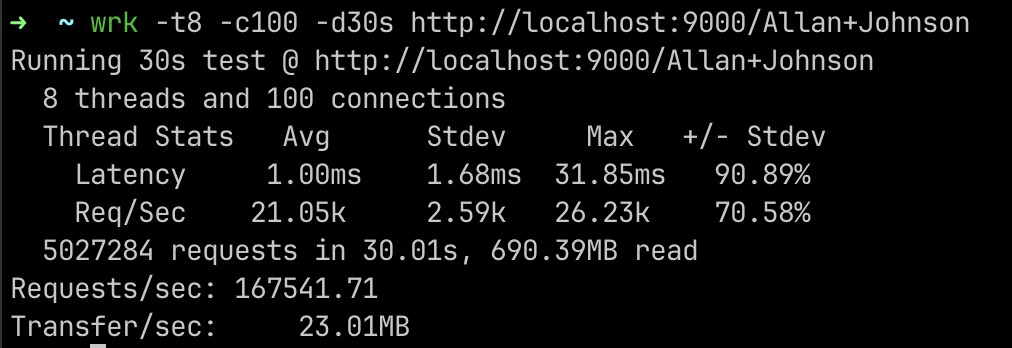 ➜  ~ wrk -t8 -c100 -d30s http://localhost:9000/Allan+Johnson
Running 30s test @ http://localhost:9000/Allan+Johnson
  8 threads and 100 connections
  Thread Stats   Avg      Stdev     Max   +/- Stdev
    Latency     1.00ms    1.68ms  31.85ms   90.89%
    Req/Sec    21.05k     2.59k   26.23k    70.58%
  5027284 requests in 30.01s, 690.39MB read
Requests/sec: 167541.71
Transfer/sec:     23.01MB